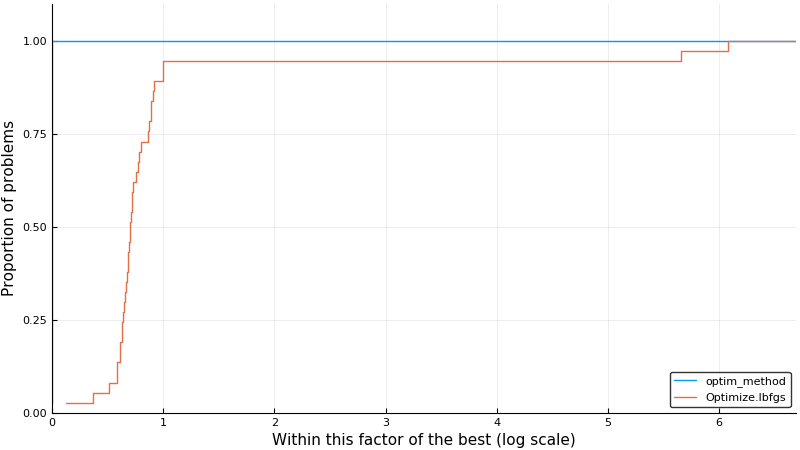 Proportion of problems
1.00
0.75
0.50
0.25
0.00
0 1 2 3 4 5 6
Within this factor of the best (log scale)
optim_method
Optimize.lbfgs